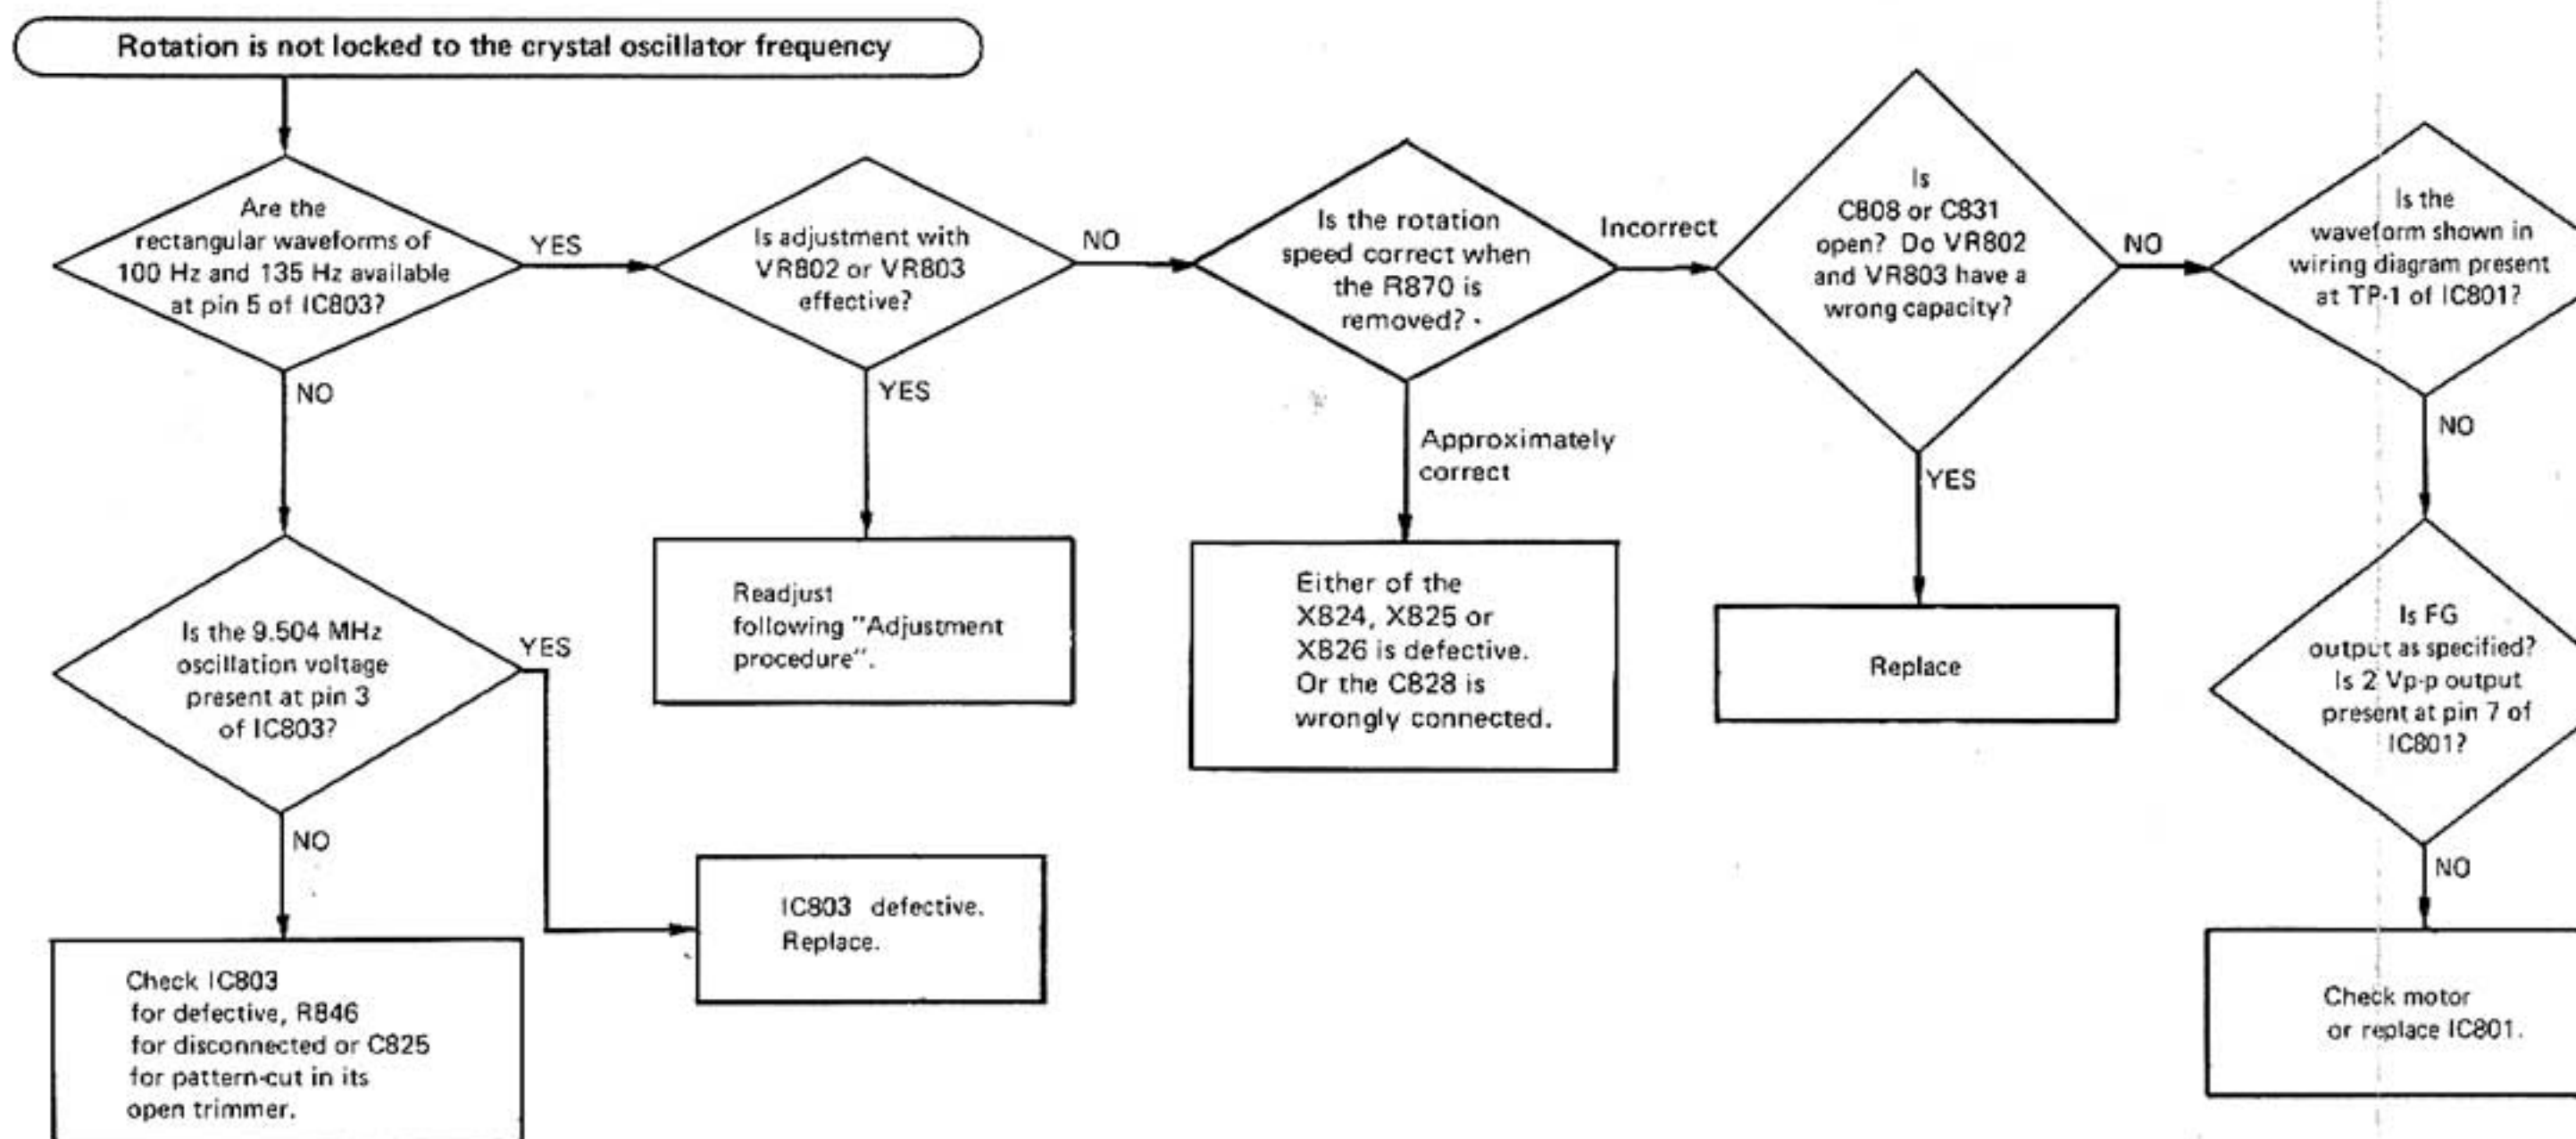 Rotation is not locked to the crystal oscillator frequency
Are the
rectangular waveforms of
100 Hz and 135 Hz available
at pin 5 of IC803?
YES
NO
Is adjustment with
VR802 or VR803
effective?
NO
YES
Is the rotation
speed correct when
the R870 is
removed?
Incorrect
Approximately
correct
Is
C808 or C831
open? Do VR802
and VR803 have a
wrong capacity?
NO
YES
Is the
waveform shown in
wiring diagram present
at TP-1 of IC801?
NO
Is the 9.504 MHz
oscillation voltage
present at pin 3
of IC803?
YES
NO
Readjust
following "Adjustment
procedure".
Either of the
X824, X825 or
X826 is defective.
Or the C828 is
wrongly connected.
Replace
Is FG
output as specified?
Is 2 Vp-p output
present at pin 7 of
IC801?
NO
IC803 defective.
Replace.
Check IC803
for defective, R846
for disconnected or C825
for pattern-cut in its
open trimmer.
Check motor
or replace IC801.